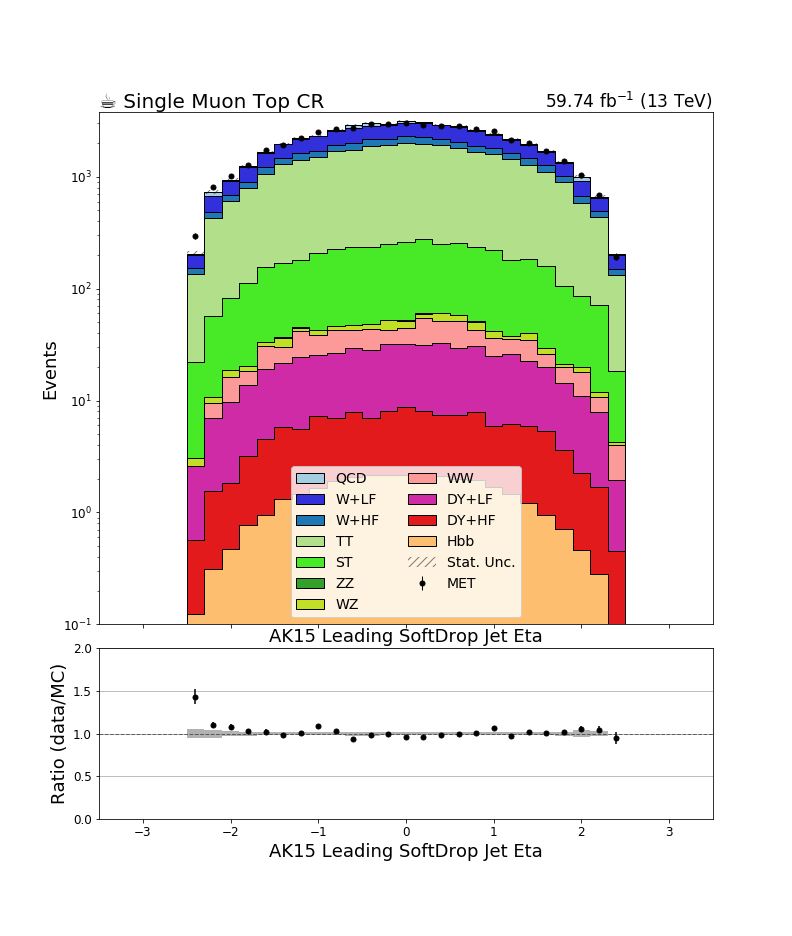 ☕ Single Muon Top CR 59.74 fb⁻¹ (13 TeV)
Events
10³
10²
10¹
10⁰
10⁻¹
QCD WW
W+LF DY+LF
W+HF DY+HF
TT Hbb
ST Stat. Unc.
ZZ MET
WZ
AK15 Leading SoftDrop Jet Eta
Ratio (data/MC)
2.0
1.5
1.0
0.5
0.0
−3 −2 −1 0 1 2 3
AK15 Leading SoftDrop Jet Eta